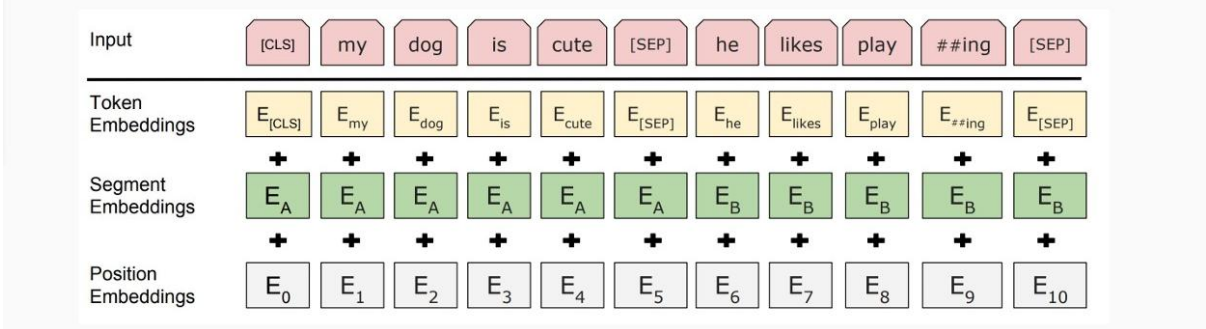 Input [CLS] my dog is cute [SEP] he likes play ##ing [SEP]
Token
Embeddings E[CLS] Emy Edog Eis Ecute E[SEP] Ehe Elikes Eplay E##ing E[SEP]
+ + + + + + + + + + +
Segment
Embeddings EA EA EA EA EA EA EB EB EB EB EB
+ + + + + + + + + + +
Position
Embeddings E0 E1 E2 E3 E4 E5 E6 E7 E8 E9 E10